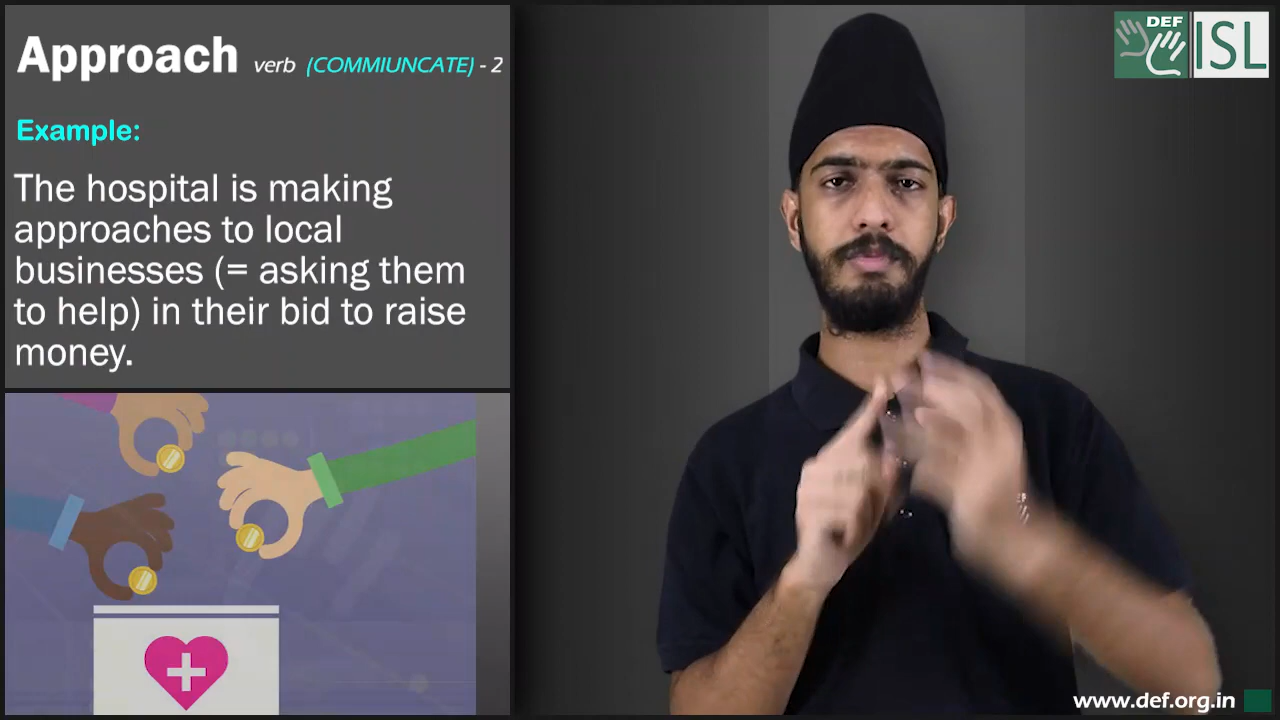 Approach verb (COMMIUNCATE) - 2
Example:
The hospital is making
approaches to local
businesses (= asking them
to help) in their bid to raise
money.
DEF
ISL
www.def.org.in